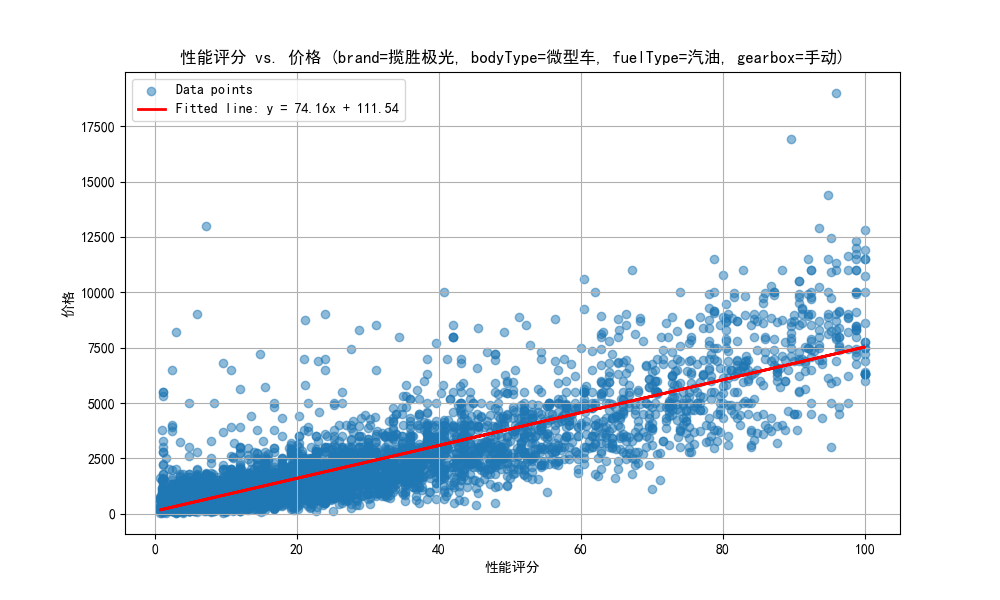 性能评分 vs. 价格 (brand=揽胜极光, bodyType=微型车, fuelType=汽油, gearbox=手动)
Data points
Fitted line: y = 74.16x + 111.54
价格
17500
15000
12500
10000
7500
5000
2500
0
0 20 40 60 80 100
性能评分